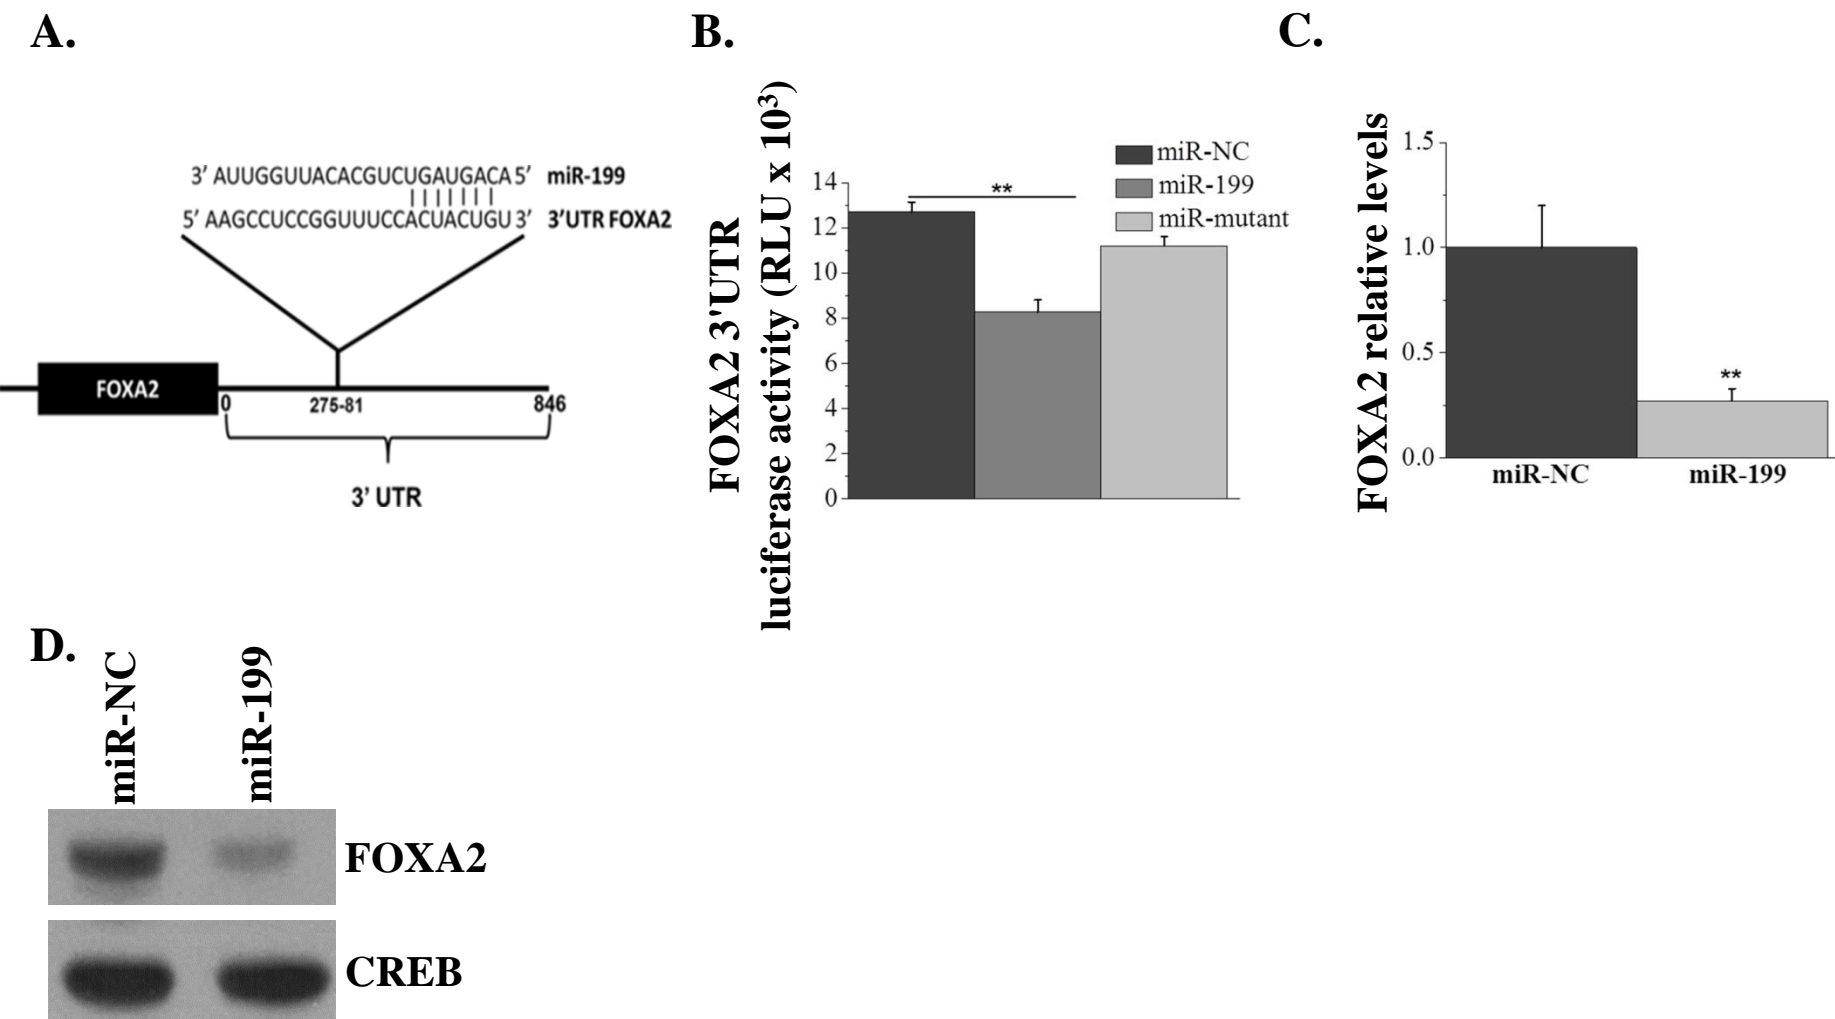 A.
3' AUUGGUUACACGUCUGAUGACA 5' miR-199
5' AAGCCUCCGGUUUCCACUACUGU 3' 3'UTR FOXA2
FOXA2
0
275-81
846
3' UTR
B.
FOXA2 3'UTR
luciferase activity (RLU x 10³)
miR-NC
miR-199
miR-mutant
**
14
12
10
8
6
4
2
0
C.
FOXA2 relative levels
1.5
1.0
0.5
0.0
**
miR-NC
miR-199
D.
miR-NC
miR-199
FOXA2
CREB